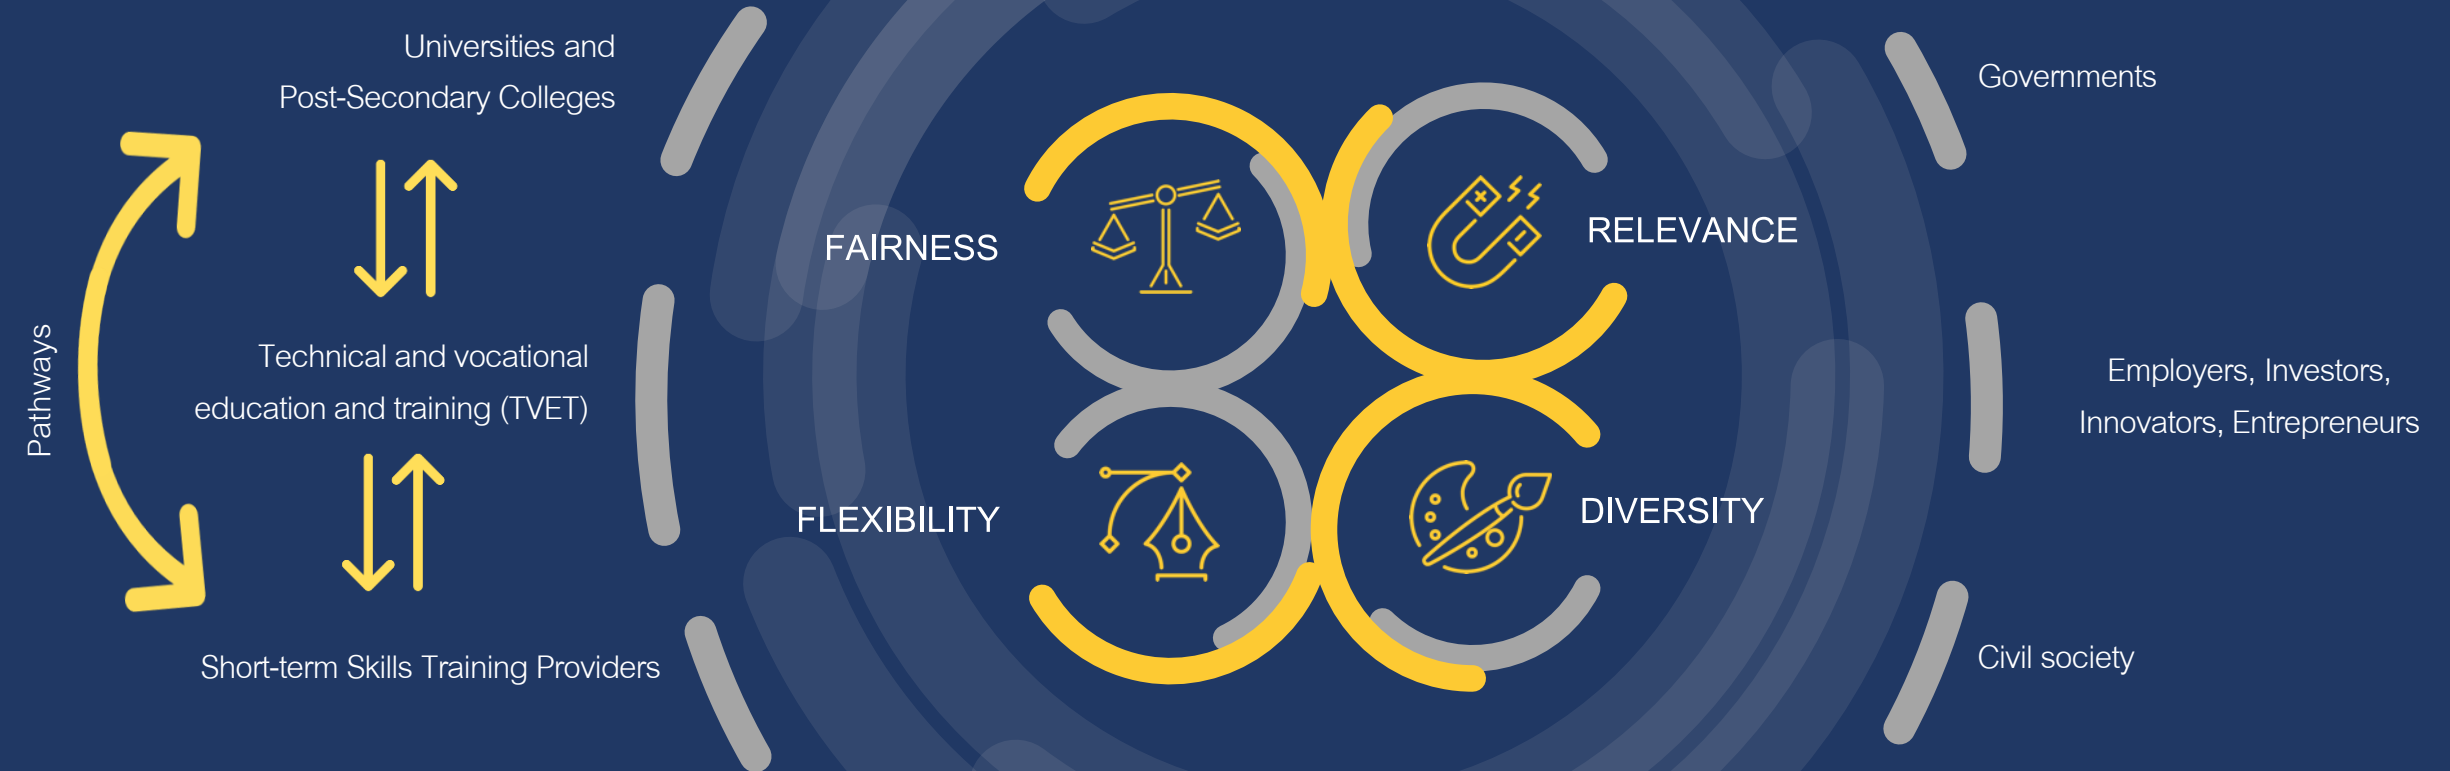 Universities and
Post-Secondary Colleges
Pathways
Technical and vocational
education and training (TVET)
Short-term Skills Training Providers
FAIRNESS
RELEVANCE
FLEXIBILITY
DIVERSITY
Governments
Employers, Investors,
Innovators, Entrepreneurs
Civil society